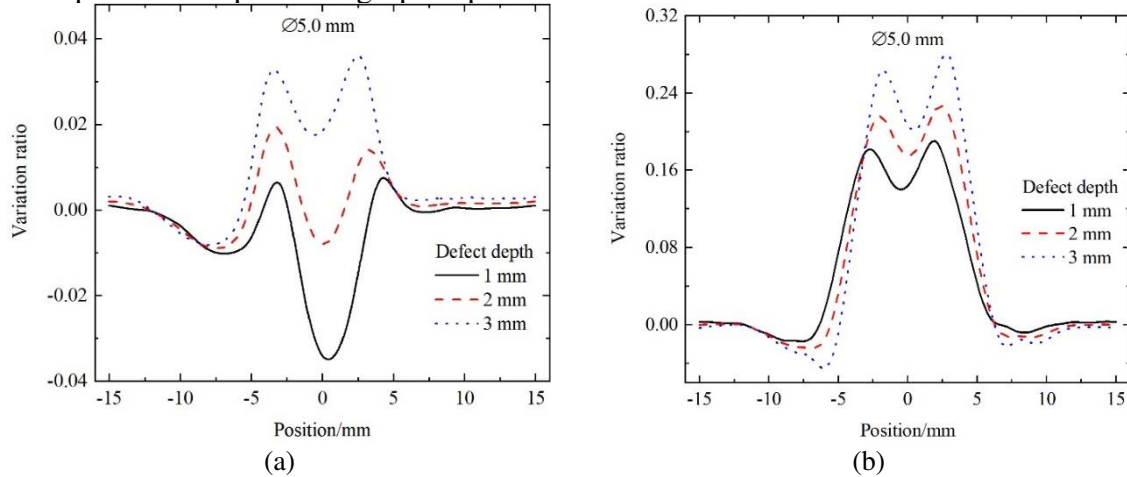 Ø5.0 mm
0.04
0.02
0.00
-0.02
-0.04
Variation ratio
Defect depth
1 mm
2 mm
3 mm
-15 -10 -5 0 5 10 15
Position/mm
(a)
Ø5.0 mm
0.32
0.24
0.16
0.08
0.00
Variation ratio
Defect depth
1 mm
2 mm
3 mm
-15 -10 -5 0 5 10 15
Position/mm
(b)